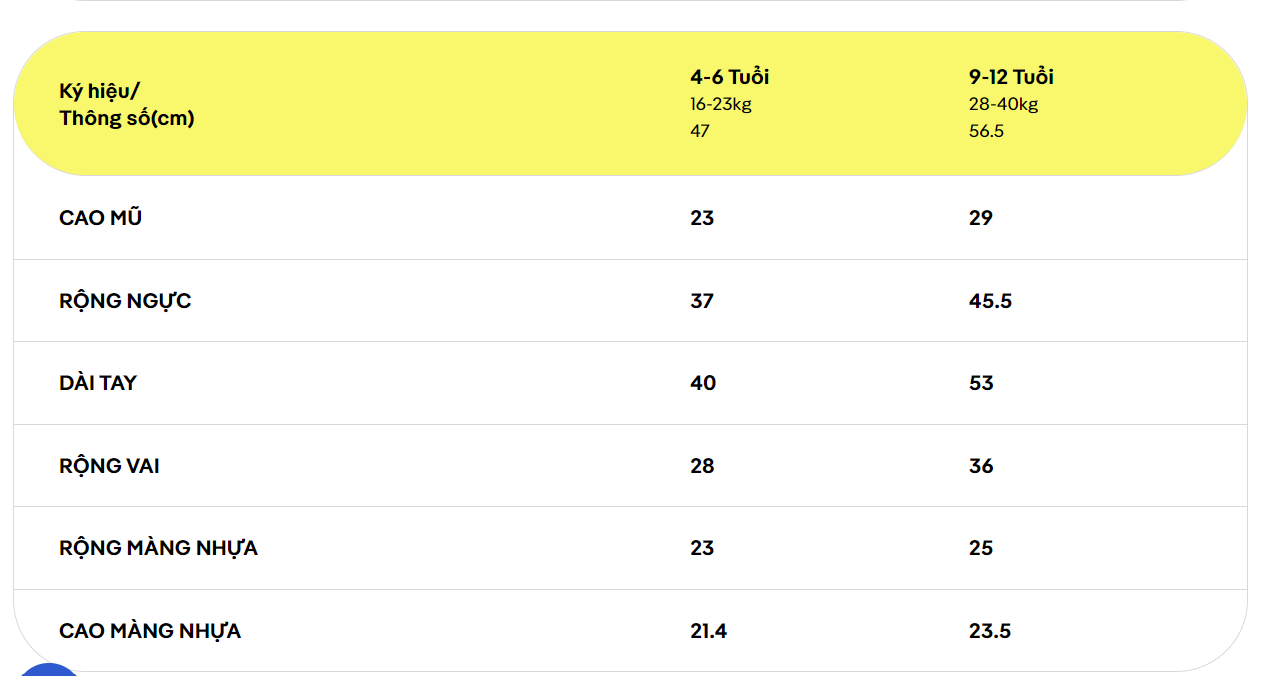 Ký hiệu/
Thông số(cm)
4-6 Tuổi
16-23kg
47
9-12 Tuổi
28-40kg
56.5
CAO MŨ 23 29
RỘNG NGỰC 37 45.5
DÀI TAY 40 53
RỘNG VAI 28 36
RỘNG MÀNG NHỰA 23 25
CAO MÀNG NHỰA 21.4 23.5